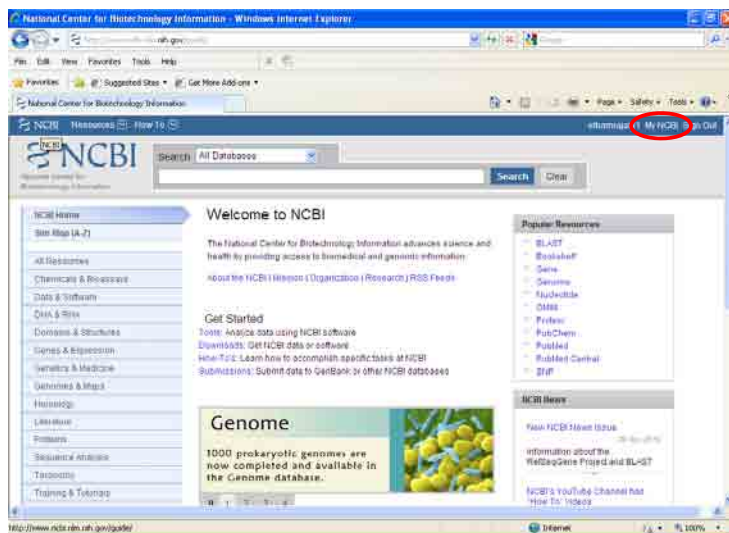 National Center for Biotechnology Information - Windows Internet Explorer
File Edit View Favorites Tools Help
Favorites Suggested Sites Get More Add-ons
National Center for Biotechnology Information
Page Safety Tools
NCBI Resources How To My NCBI Sign Out
NCBI
NCBI
Search All Databases
Search Clear
NCBI Home
Site Map (A-Z)
All Resources
Chemicals & Bioassays
Data & Software
DNA & RNA
Domains & Structures
Genes & Expression
Genetics & Medicine
Genomes & Maps
Homology
Literature
Proteins
Sequence Analysis
Taxonomy
Training & Tutorials
Welcome to NCBI
The National Center for Biotechnology Information advances science and
health by providing access to biomedical and genomic information.
About the NCBI | Mission | Organization | Research | RSS Feeds
Get Started
Tools: Analyze data using NCBI software
Downloads: Get NCBI data or software
How-To's: Learn how to accomplish specific tasks at NCBI
Submissions: Submit data to GenBank or other NCBI databases
Genome
1000 prokaryotic genomes are
now completed and available in
the Genome database.
1 2 3 4
Popular Resources
BLAST
Bookshelf
Gene
Genome
Nucleotide
OMIM
Protein
PubChem
PubMed
PubMed Central
SNP
NCBI News
New NCBI News Issue
Information about the
RefSeqGene Project and BLAST
NCBI's YouTube Channel had
"How To" Videos
http://www.ncbi.nlm.nih.gov/guide/
Internet
100%